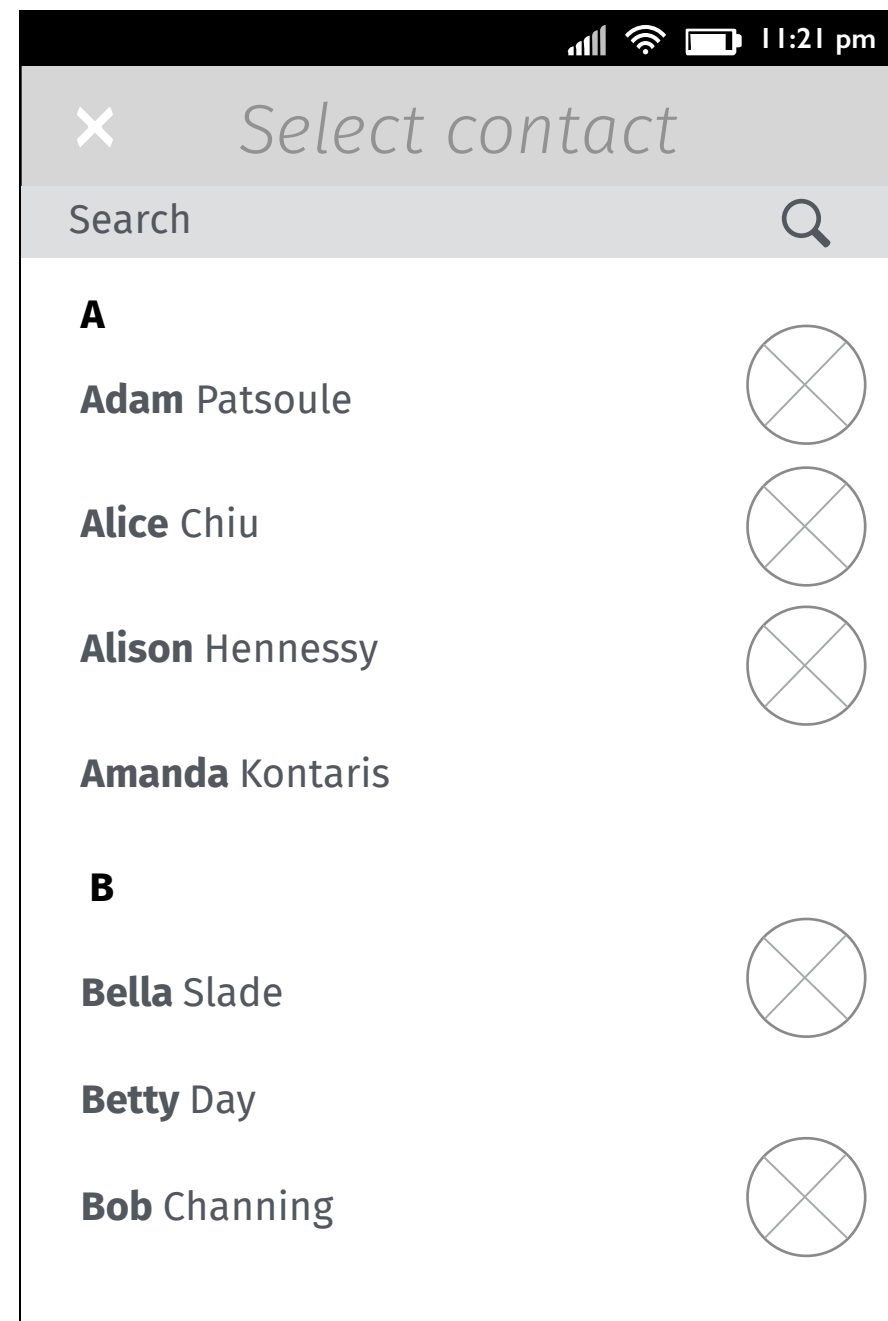 11:21 pm
Select contact
Search
A
Adam Patsoule
Alice Chiu
Alison Hennessy
Amanda Kontaris
B
Bella Slade
Betty Day
Bob Channing